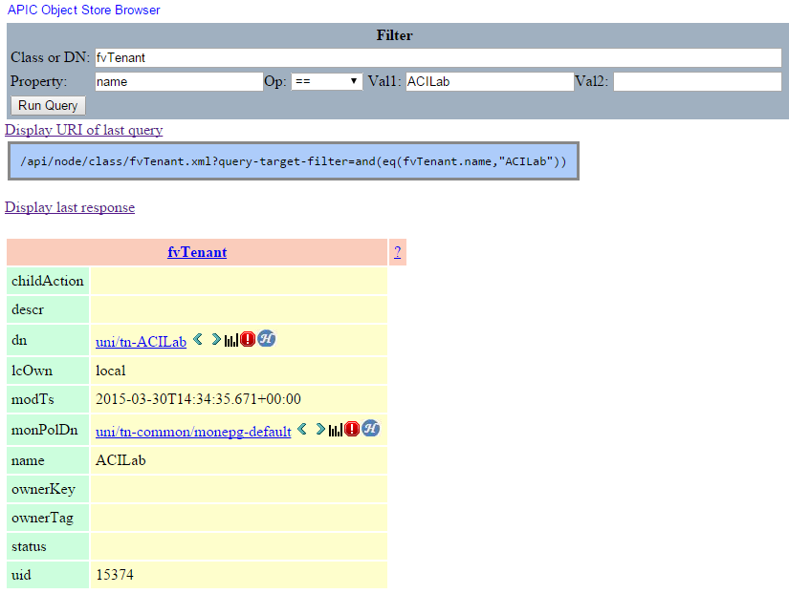 APIC Object Store Browser
Filter
Class or DN: fvTenant
Property: name Op: == Val1: ACILab Val2:
Run Query
Display URI of last query
/api/node/class/fvTenant.xml?query-target-filter=and(eq(fvTenant.name,"ACILab"))
Display last response
fvTenant ?
childAction
descr
dn uni/tn-ACILab ! H
lcOwn local
modTs 2015-03-30T14:34:35.671+00:00
monPolDn uni/tn-common/monepg-default ! H
name ACILab
ownerKey
ownerTag
status
uid 15374